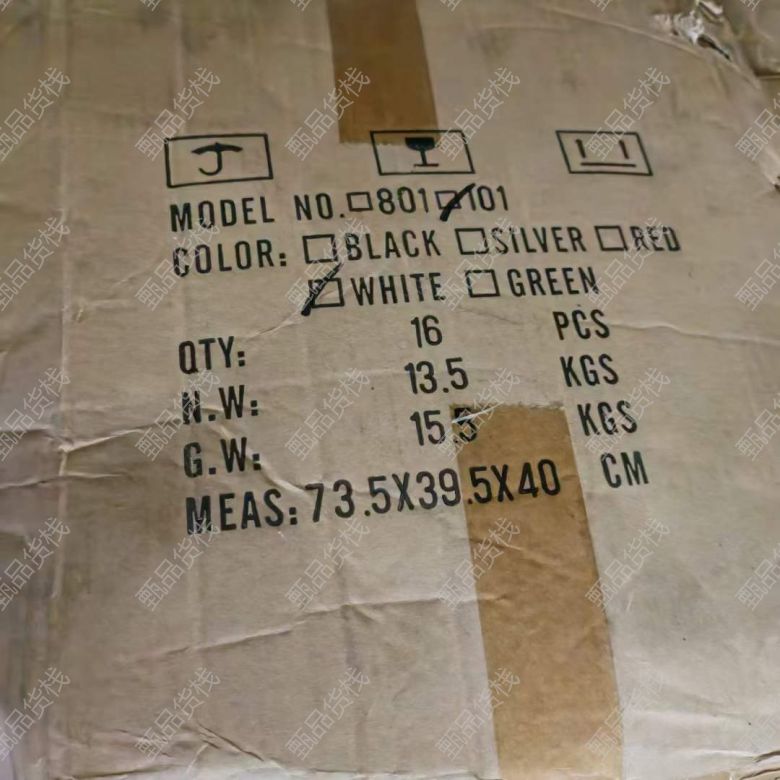 MODEL NO.□801☑101
COLOR: □BLACK □SILVER □RED
☑WHITE □GREEN
QTY: 16 PCS
N.W: 13.5 KGS
G.W: 15.5 KGS
MEAS: 73.5X39.5X40 CM
甄品货栈